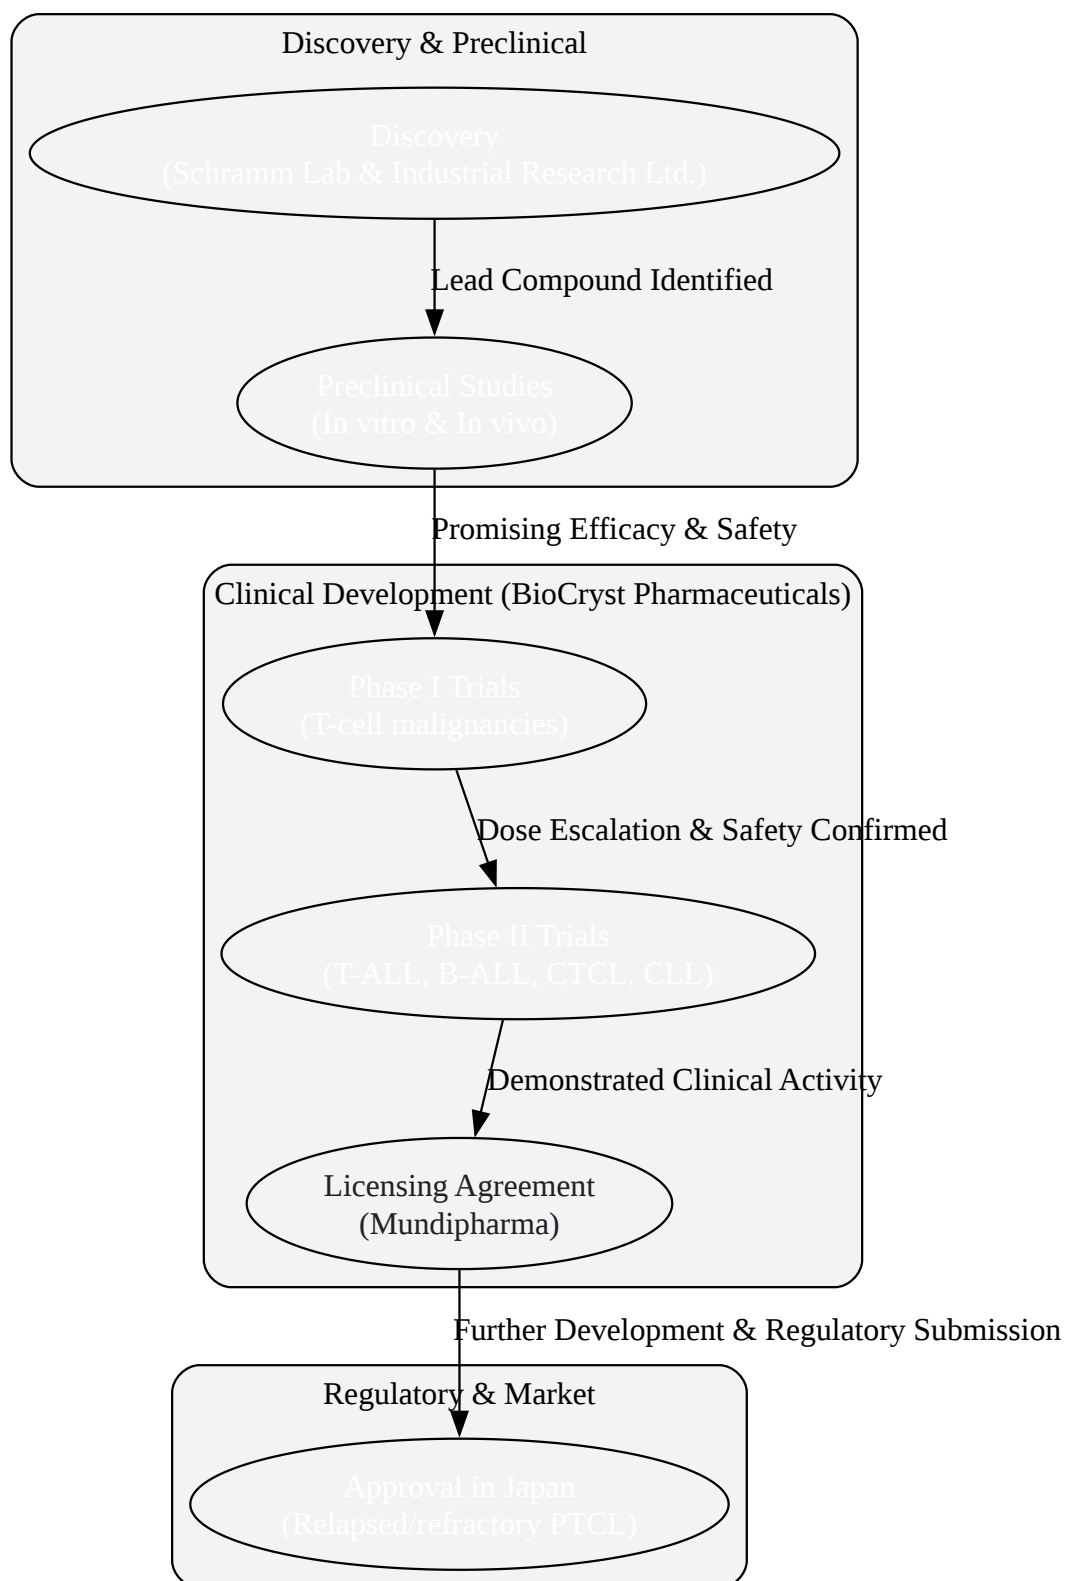 Discovery & Preclinical
Discovery
(Schramm Lab & Industrial Research Ltd.)
Lead Compound Identified
Preclinical Studies
(In vitro & In vivo)
Promising Efficacy & Safety
Clinical Development (BioCryst Pharmaceuticals)
Phase I Trials
(T-cell malignancies)
Dose Escalation & Safety Confirmed
Phase II Trials
(T-ALL, B-ALL, CTCL, CLL)
Demonstrated Clinical Activity
Licensing Agreement
(Mundipharma)
Further Development & Regulatory Submission
Regulatory & Market
Approval in Japan
(Relapsed/refractory PTCL)